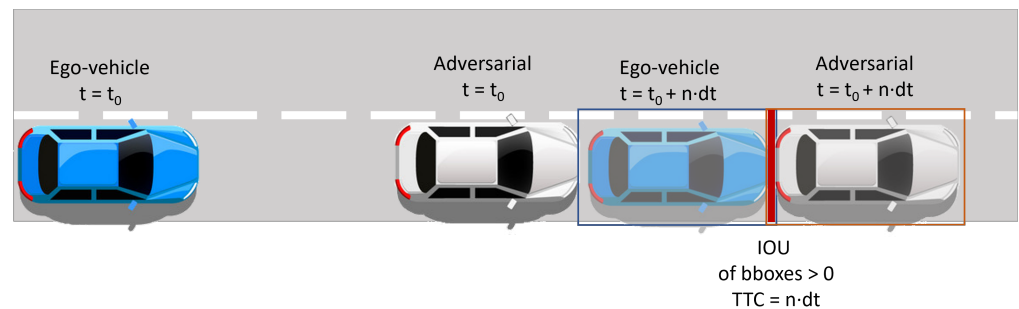 Ego-vehicle
t = t₀
Adversarial
t = t₀
Ego-vehicle
t = t₀ + n·dt
Adversarial
t = t₀ + n·dt
IOU
of bboxes > 0
TTC = n·dt